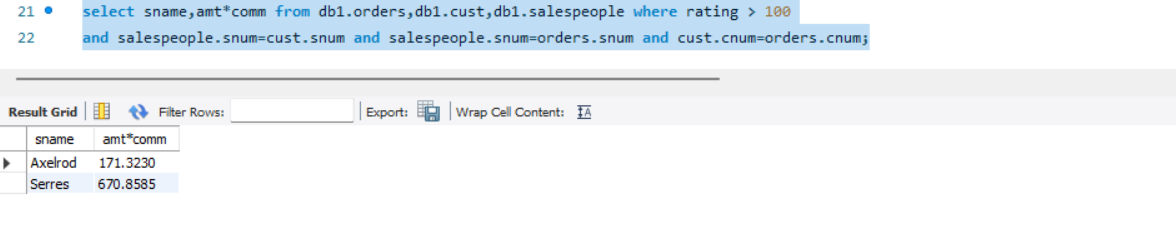 21 select sname,amt*comm from db1.orders,db1.cust,db1.salespeople where rating > 100
22 and salespeople.snum=cust.snum and salespeople.snum=orders.snum and cust.cnum=orders.cnum;
Result Grid Filter Rows: Export: Wrap Cell Content: IA
sname amt*comm
Axelrod 171.3230
Serres 670.8585